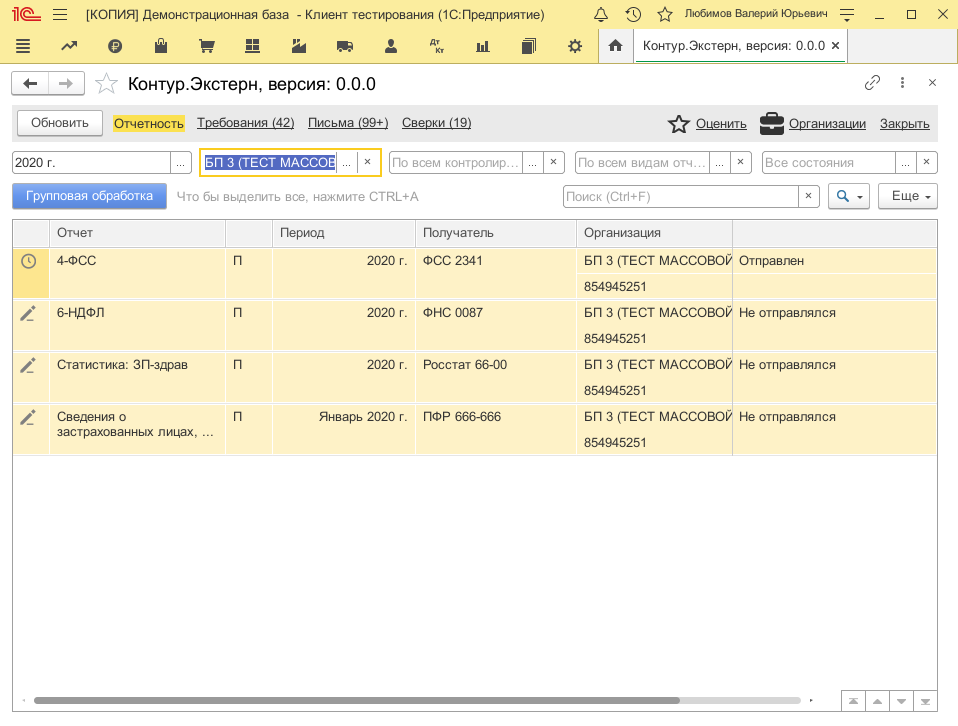 [КОПИЯ] Демонстрационная база - Клиент тестирования (1С:Предприятие)
Любимов Валерий Юрьевич
Контур.Экстерн, версия: 0.0.0 ×
Контур.Экстерн, версия: 0.0.0
Обновить Отчетность Требования (42) Письма (99+) Сверки (19) Оценить Организации Закрыть
2020 г. ... БП 3 (ТЕСТ МАССОВ ... × По всем контролир... ... × По всем видам отч... ... × Все состояния ... ×
Групповая обработка Что бы выделить все, нажмите CTRL+A Поиск (Ctrl+F) × Еще
Отчет Период Получатель Организация
4-ФСС П 2020 г. ФСС 2341 БП 3 (ТЕСТ МАССОВОЙ Отправлен
854945251
6-НДФЛ П 2020 г. ФНС 0087 БП 3 (ТЕСТ МАССОВОЙ Не отправлялся
854945251
Статистика: ЗП-здрав П 2020 г. Росстат 66-00 БП 3 (ТЕСТ МАССОВОЙ Не отправлялся
854945251
Сведения о П Январь 2020 г. ПФР 666-666 БП 3 (ТЕСТ МАССОВОЙ Не отправлялся
застрахованных лицах, ...
854945251